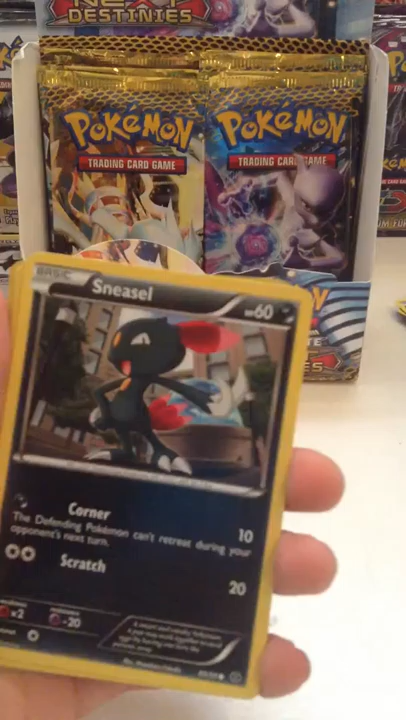 NEXT
DESTINIES
POKéMON
TRADING CARD GAME
POKéMON
TRADING CARD GAME
BASIC
Sneasel
HP60
Corner
10
The Defending Pokémon can't retreat during your
opponent's next turn.
Scratch
20
×2
-20